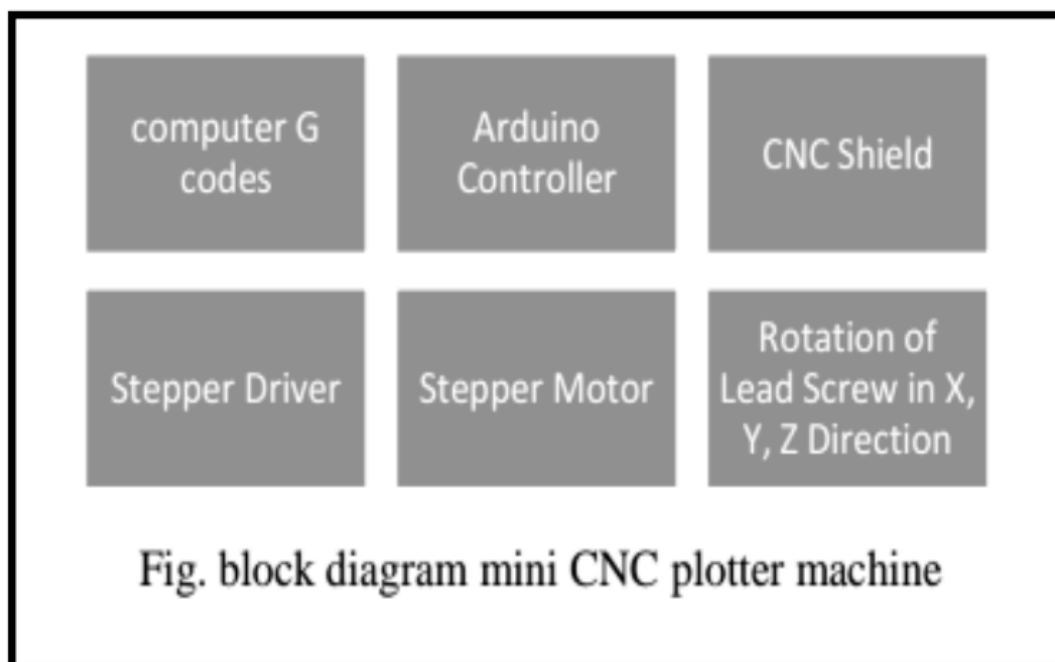 computer G
codes
Arduino
Controller
CNC Shield
Stepper Driver
Stepper Motor
Rotation of
Lead Screw in X,
Y, Z Direction
Fig. block diagram mini CNC plotter machine